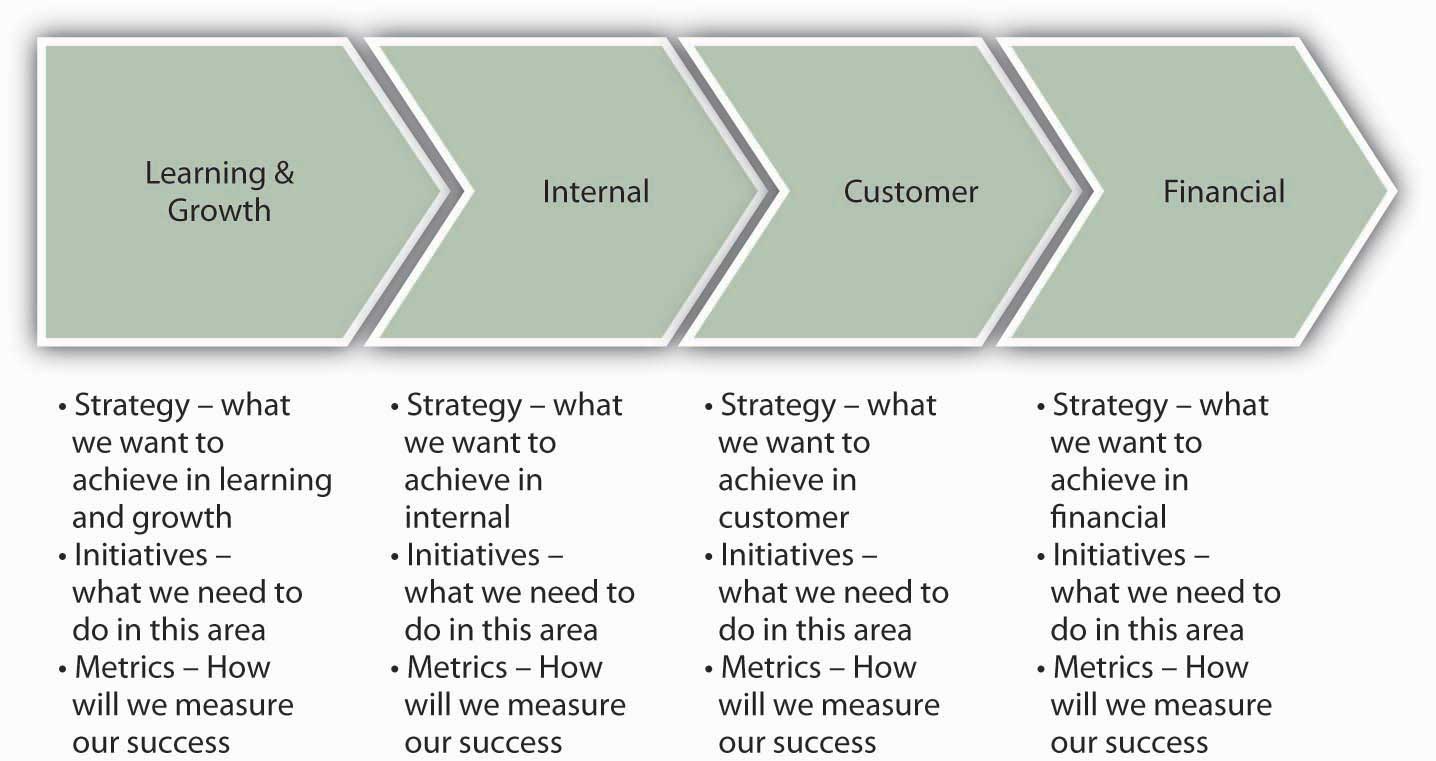 Learning &
Growth
Internal
Customer
Financial
• Strategy – what
we want to
achieve in learning
and growth
• Initiatives –
what we need to
do in this area
• Metrics – How
will we measure
our success
• Strategy – what
we want to
achieve in
internal
• Initiatives –
what we need to
do in this area
• Metrics – How
will we measure
our success
• Strategy – what
we want to
achieve in
customer
• Initiatives –
what we need to
do in this area
• Metrics – How
will we measure
our success
• Strategy – what
we want to
achieve in
financial
• Initiatives –
what we need to
do in this area
• Metrics – How
will we measure
our success